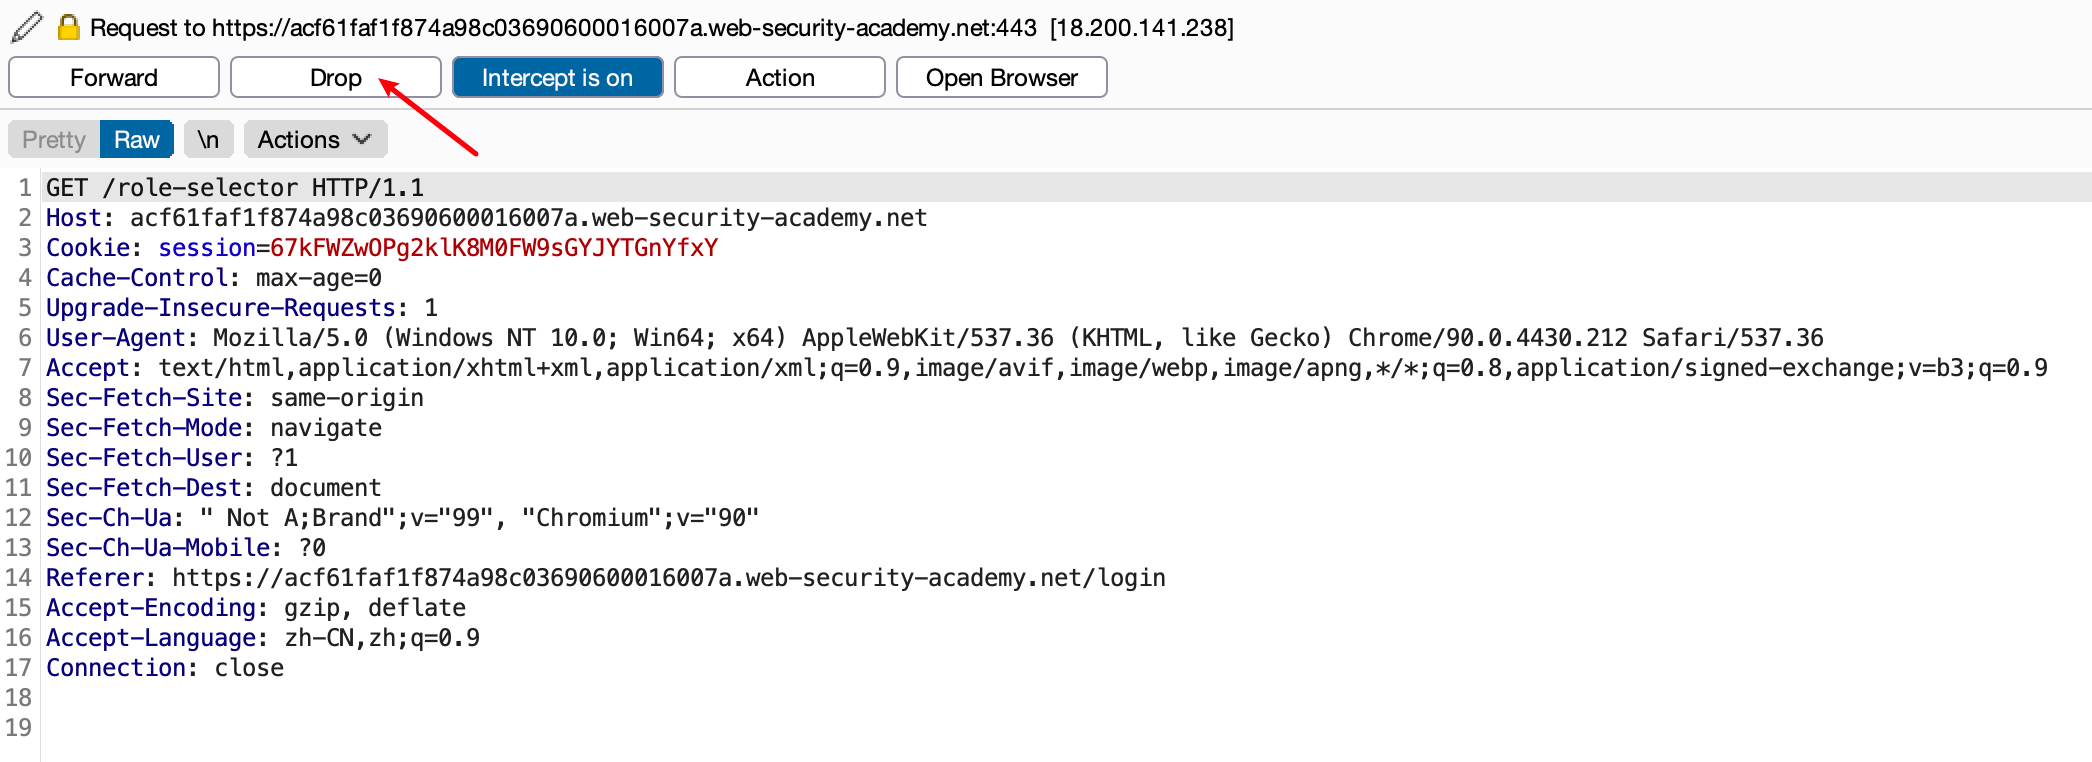 Request to https://acf61faf1f874a98c03690600016007a.web-security-academy.net:443 [18.200.141.238]
Forward Drop Intercept is on Action Open Browser
Pretty Raw \n Actions
1 GET /role-selector HTTP/1.1
2 Host: acf61faf1f874a98c03690600016007a.web-security-academy.net
3 Cookie: session=67kFWZwOPg2klK8M0FW9sGYJYTGnYfxY
4 Cache-Control: max-age=0
5 Upgrade-Insecure-Requests: 1
6 User-Agent: Mozilla/5.0 (Windows NT 10.0; Win64; x64) AppleWebKit/537.36 (KHTML, like Gecko) Chrome/90.0.4430.212 Safari/537.36
7 Accept: text/html,application/xhtml+xml,application/xml;q=0.9,image/avif,image/webp,image/apng,*/*;q=0.8,application/signed-exchange;v=b3;q=0.9
8 Sec-Fetch-Site: same-origin
9 Sec-Fetch-Mode: navigate
10 Sec-Fetch-User: ?1
11 Sec-Fetch-Dest: document
12 Sec-Ch-Ua: " Not A;Brand";v="99", "Chromium";v="90"
13 Sec-Ch-Ua-Mobile: ?0
14 Referer: https://acf61faf1f874a98c03690600016007a.web-security-academy.net/login
15 Accept-Encoding: gzip, deflate
16 Accept-Language: zh-CN,zh;q=0.9
17 Connection: close
18
19